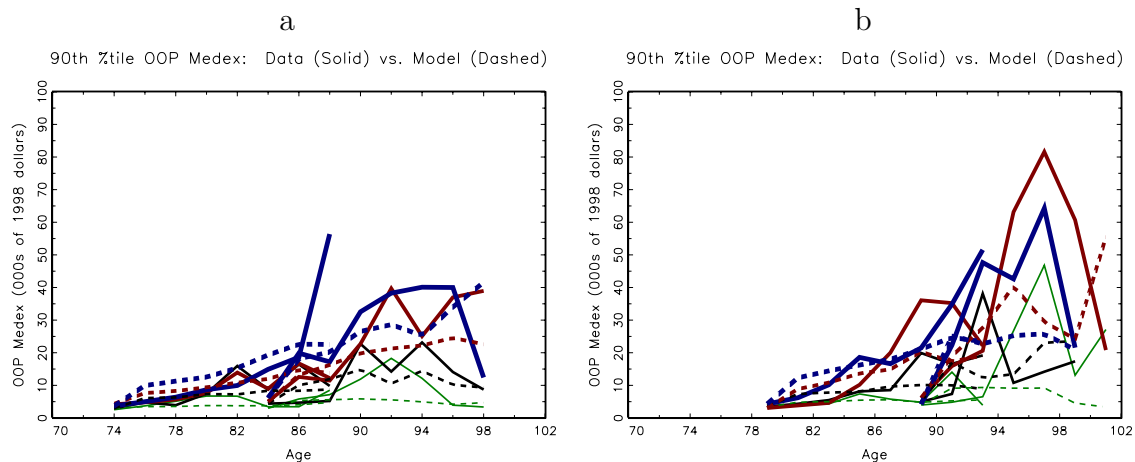 a
90th %tile OOP Medex: Data (Solid) vs. Model (Dashed)
OOP Medex (000s of 1998 dollars)
100
90
80
70
60
50
40
30
20
10
0
70 74 78 82 86 90 94 98 102
Age
b
90th %tile OOP Medex: Data (Solid) vs. Model (Dashed)
OOP Medex (000s of 1998 dollars)
100
90
80
70
60
50
40
30
20
10
0
70 74 78 82 86 90 94 98 102
Age